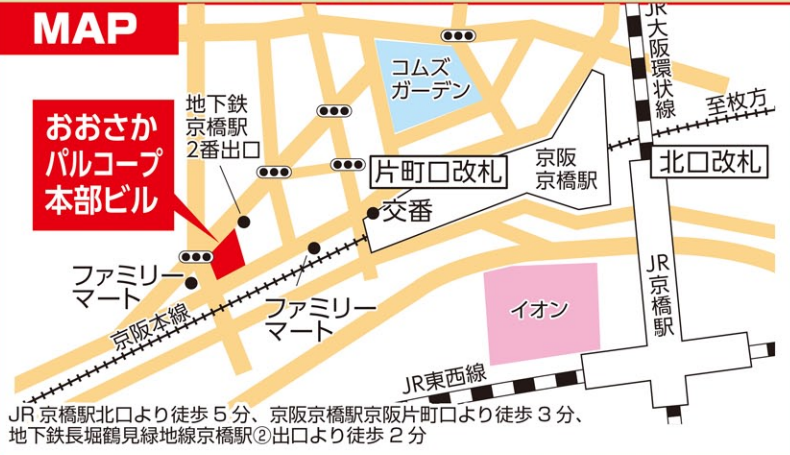 MAP
JR大阪環状線
コムズ
ガーデン
至枚方
地下鉄
京橋駅
2番出口
おおさか
パルコープ
本部ビル
片町口改札
京阪
京橋駅
北口改札
交番
ファミリー
マート
ファミリー
マート
京阪本線
イオン
JR京橋駅
JR東西線
JR京橋駅北口より徒歩5分、京阪京橋駅京阪片町口より徒歩3分、
地下鉄長堀鶴見緑地線京橋駅②出口より徒歩2分